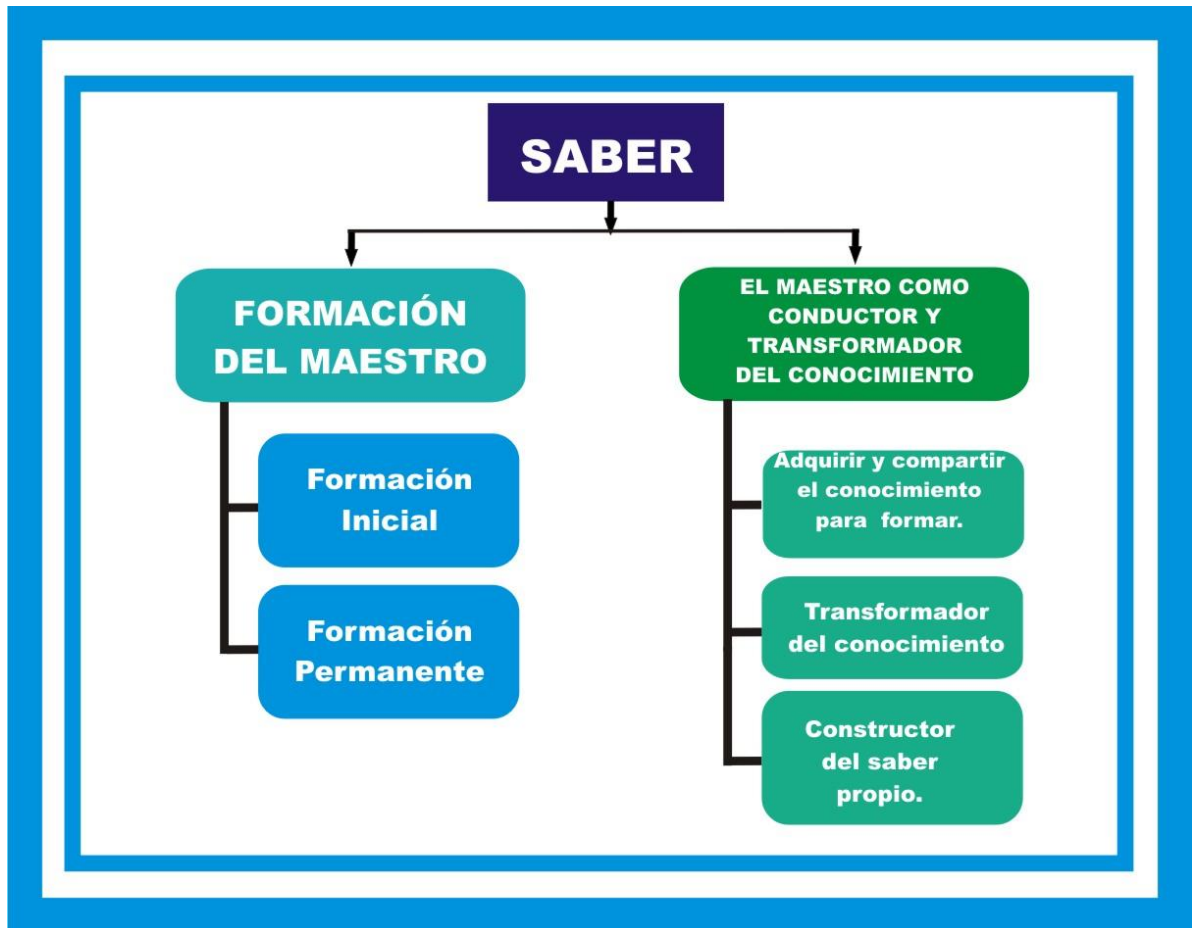 SABER
FORMACIÓN
DEL MAESTRO
Formación
Inicial
Formación
Permanente
EL MAESTRO COMO
CONDUCTOR Y
TRANSFORMADOR
DEL CONOCIMIENTO
Adquirir y compartir
el conocimiento
para formar.
Transformador
del conocimiento
Constructor
del saber
propio.